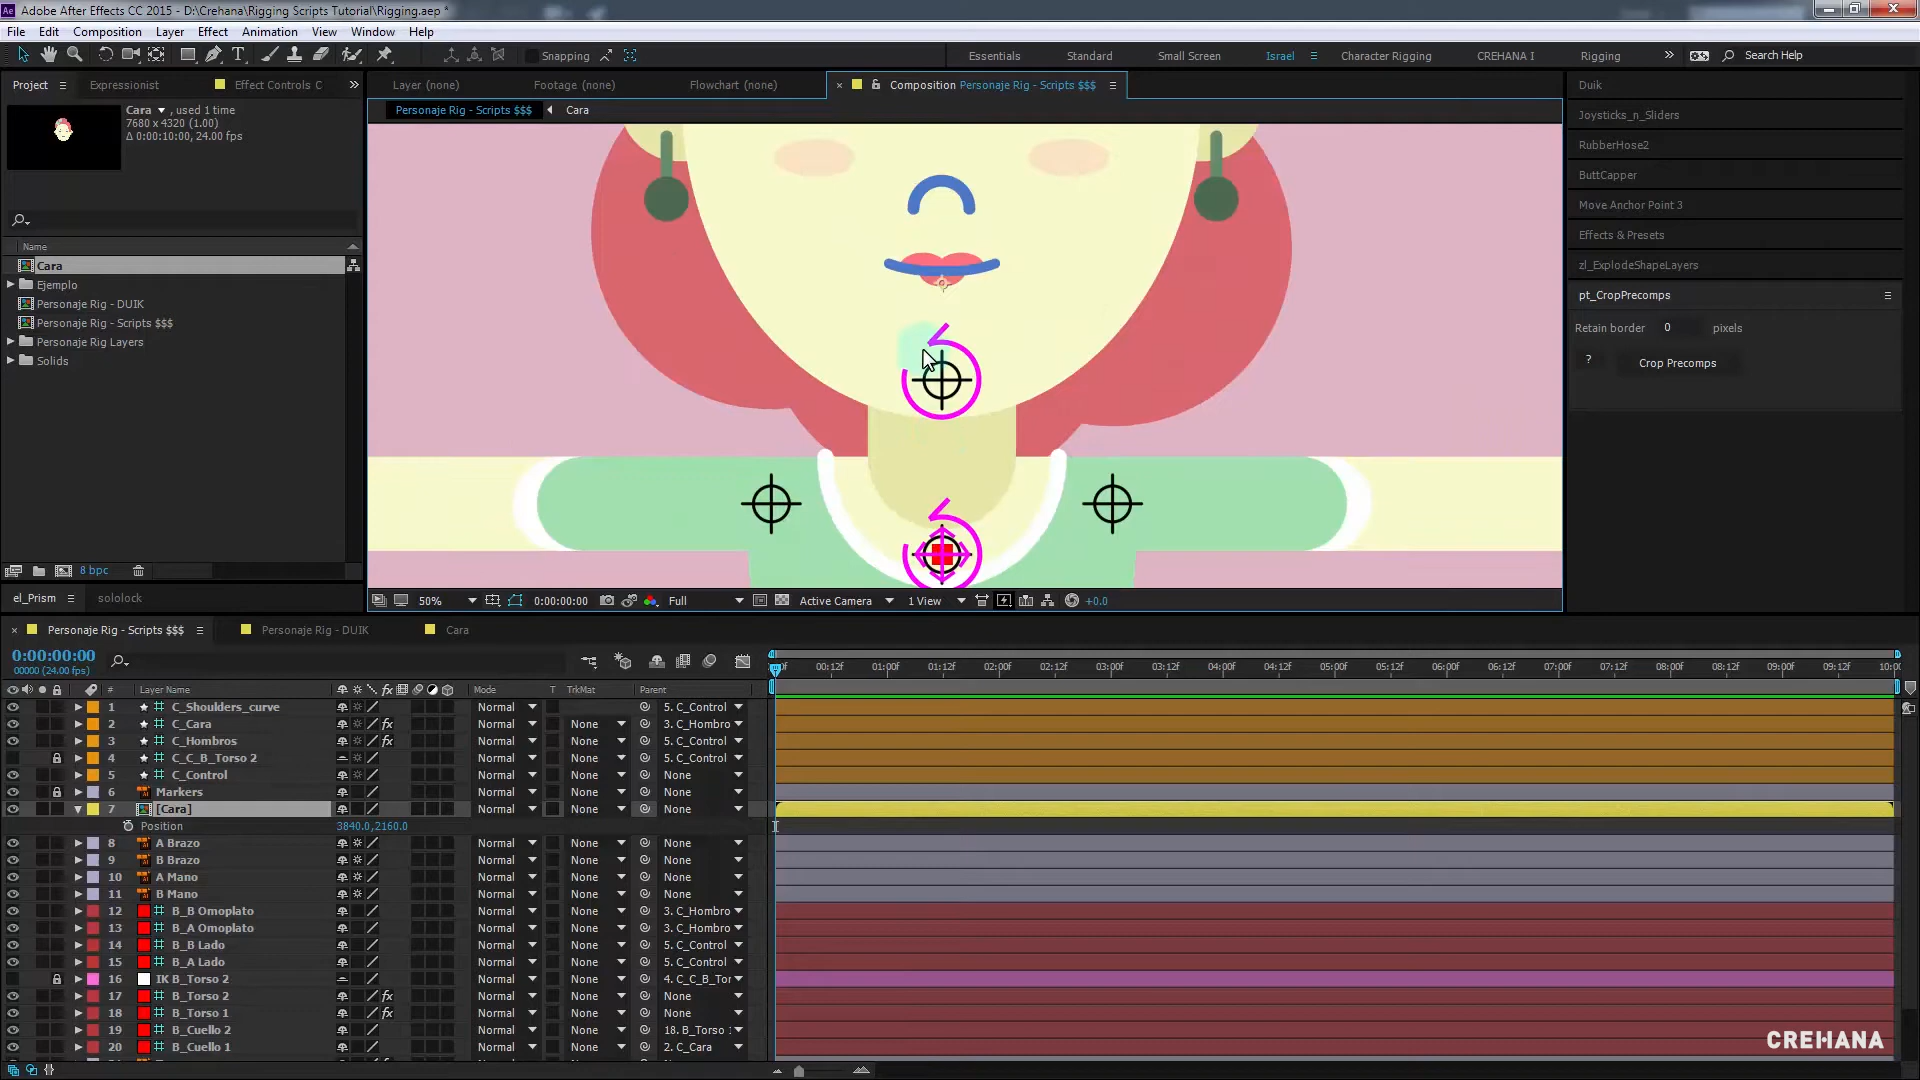 Adobe After Effects CC 2015 - D:\Crehana\Rigging Scripts Tutorial\Rigging.aep *
File Edit Composition Layer Effect Animation View Window Help
Snapping Essentials Standard Small Screen Israel Character Rigging CREHANA I Rigging Search Help
Project Expressionist Effect Controls C Layer (none) Footage (none) Flowchart (none) Composition Personaje Rig - Scripts $$$ Duik
Cara , used 1 time Personaje Rig - Scripts $$$ Cara Joysticks_n_Sliders
7680 x 4320 (1.00)
Δ 0:00:10:00, 24.00 fps
RubberHose2
ButtCapper
Move Anchor Point 3
Effects & Presets
Name
Cara zl_ExplodeShapeLayers
Ejemplo
Personaje Rig - DUIK pt_CropPrecomps
Personaje Rig - Scripts $$$ Retain border 0 pixels
Personaje Rig Layers
Solids ? Crop Precomps
8 bpc
el_Prism sololock 50% 0:00:00:00 Full Active Camera 1 View +0.0
Personaje Rig - Scripts $$$ Personaje Rig - DUIK Cara
0:00:00:00
00000 (24.00 fps)
00:12f 01:00f 01:12f 02:00f 02:12f 03:00f 03:12f 04:00f 04:12f 05:00f 05:12f 06:00f 06:12f 07:00f 07:12f 08:00f 08:12f 09:00f 09:12f 10:00
# Layer Name fx Mode T TrkMat Parent
1 C_Shoulders_curve Normal 5. C_Control
2 C_Cara fx Normal None 3. C_Hombro
3 C_Hombros fx Normal None 5. C_Control
4 C_C_B_Torso 2 Normal None 5. C_Control
5 C_Control Normal None None
6 Markers Normal None None
7 [Cara] Normal None None
Position 3840.0,2160.0
8 A Brazo Normal None None
9 B Brazo Normal None None
10 A Mano Normal None None
11 B Mano Normal None None
12 B_B Omoplato Normal None 3. C_Hombro
13 B_A Omoplato Normal None 3. C_Hombro
14 B_B Lado Normal None 5. C_Control
15 B_A Lado Normal None 5. C_Control
16 IK B_Torso 2 Normal None 4. C_C_B_Tor
17 B_Torso 2 fx Normal None None
18 B_Torso 1 fx Normal None None
19 B_Cuello 2 Normal None 18. B_Torso 1
20 B_Cuello 1 Normal None 2. C_Cara
CREHANA